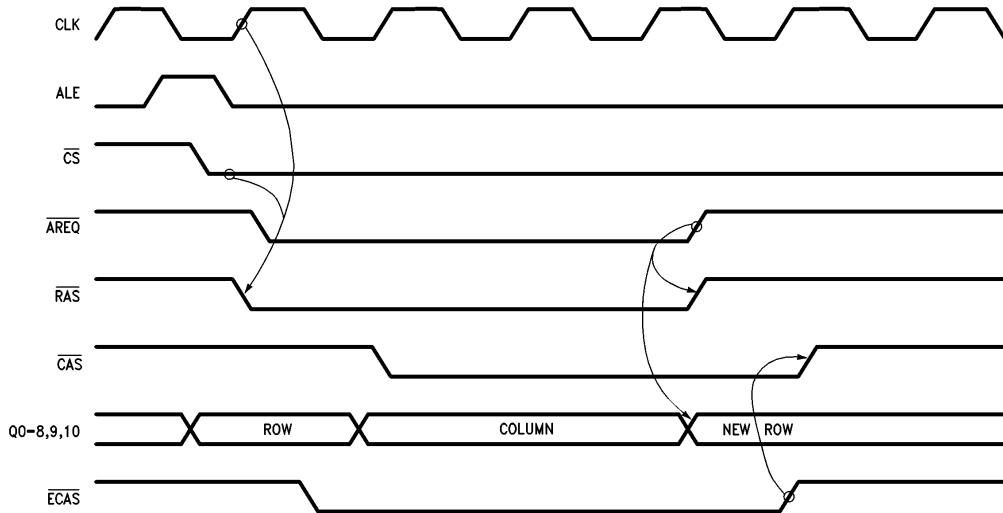 CLK
ALE
CS
AREQ
RAS
CAS
Q0-8,9,10 ROW COLUMN NEW ROW
ECAS